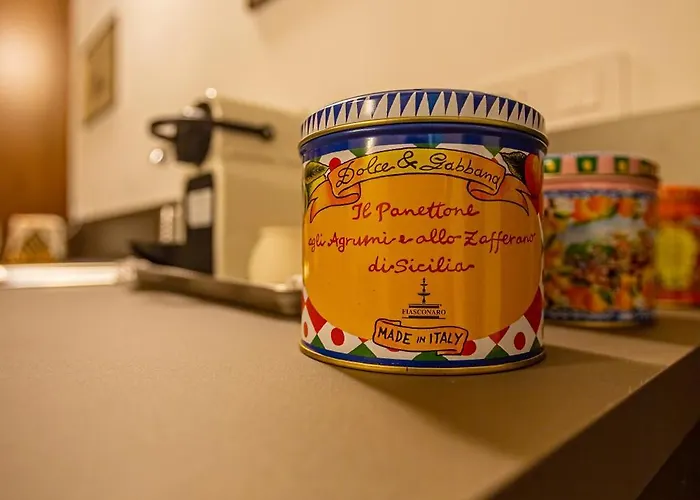 Dolce & Gabbana
Il Panettone
agli Agrumi e allo Zafferano
di Sicilia
FIASCONARO
MADE IN ITALY